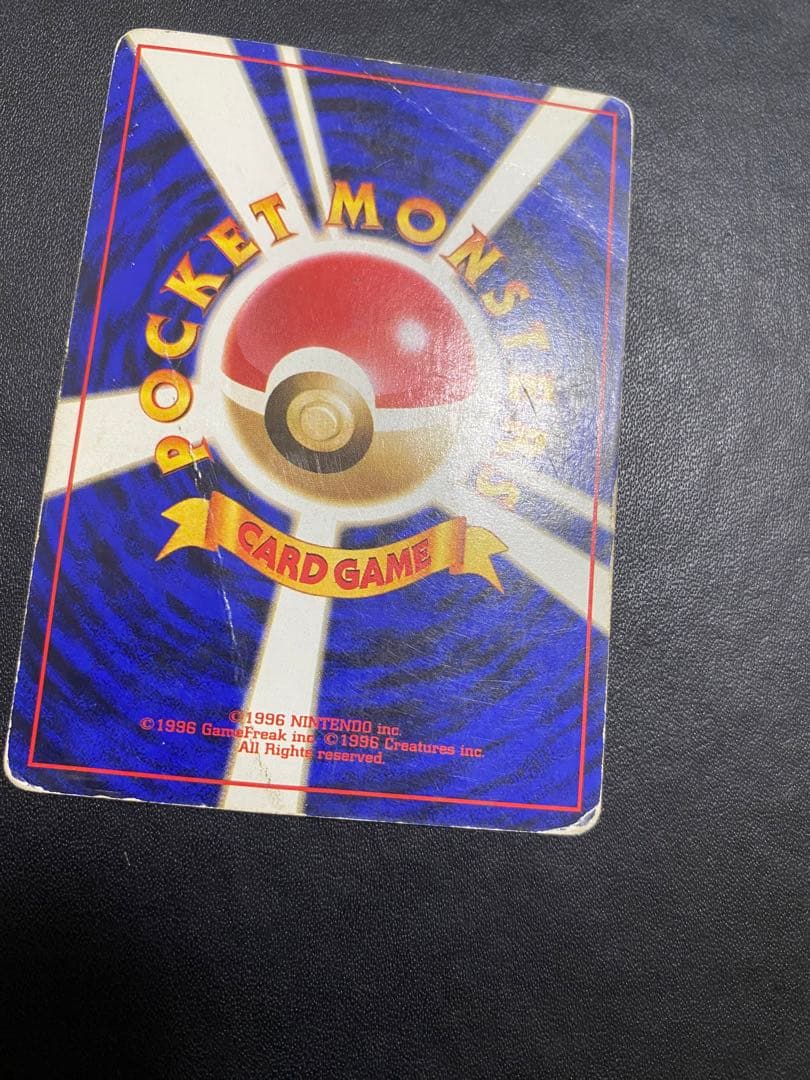 POCKET MONSTERS
CARD GAME
©1996 NINTENDO inc.
©1996 GameFreak inc. ©1996 Creatures inc.
All Rights reserved.